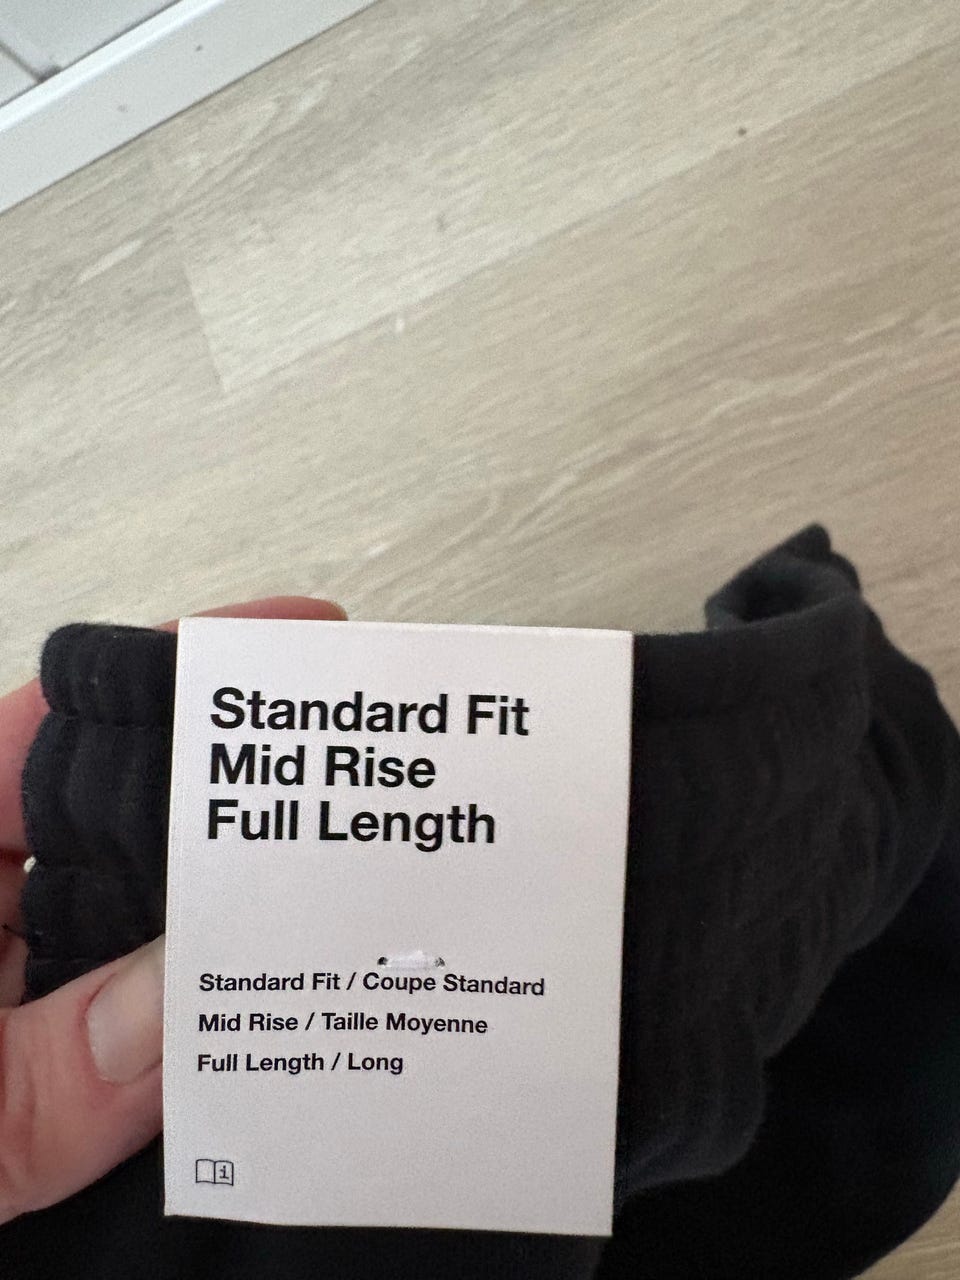 Standard Fit
Mid Rise
Full Length
Standard Fit / Coupe Standard
Mid Rise / Taille Moyenne
Full Length / Long
i